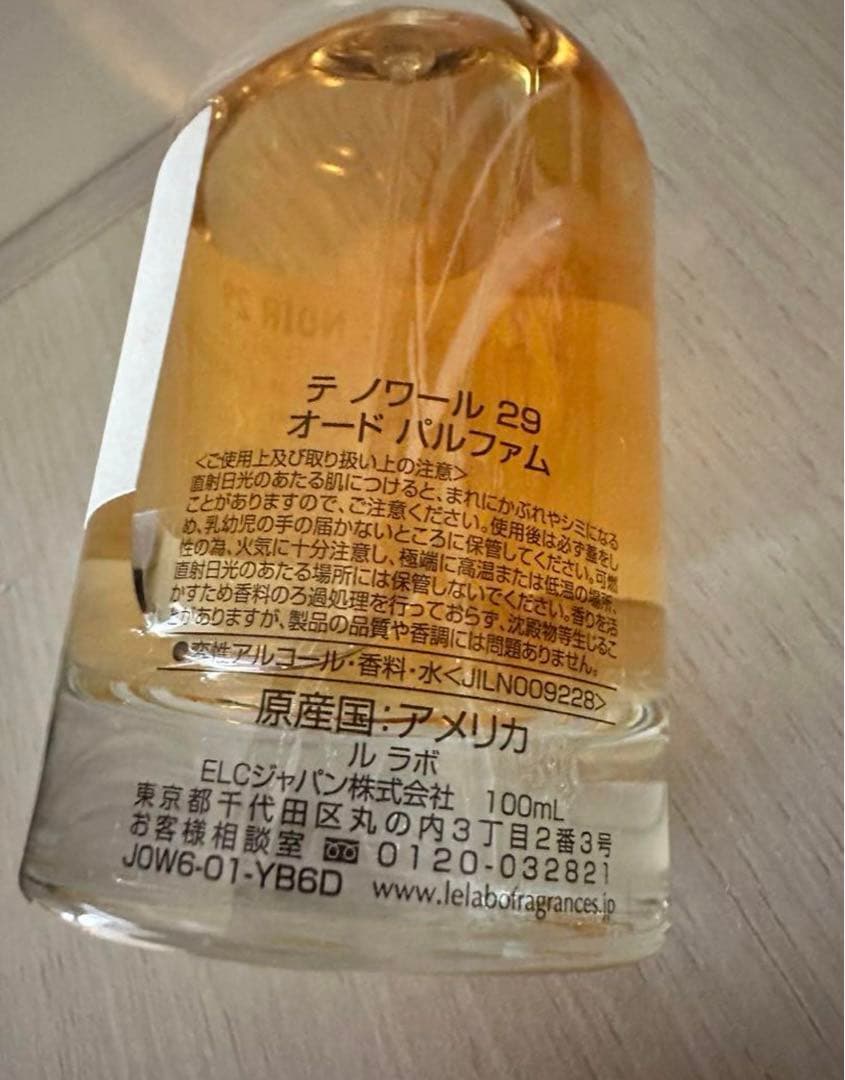 NOIR 29
テ ノワール 29
オード パルファム
<ご使用上及び取り扱い上の注意>
直射日光のあたる肌につけると、まれにかぶれやシミになる
ことがありますので、ご注意ください。使用後は必ず蓋をし
め、乳幼児の手の届かないところに保管してください。可燃
性の為、火気に十分注意し、極端に高温または低温の場所、
直射日光のあたる場所には保管しないでください。香りを活
かすため香料のろ過処理を行っておらず、沈殿物等生じるこ
とがありますが、製品の品質や香調には問題ありません。
●変性アルコール・香料・水<JILN009228>
原産国:アメリカ
ル ラボ
ELCジャパン株式会社 100mL
東京都千代田区丸の内3丁目2番3号
お客様相談室 0120-032821
J0W6-01-YB6D www.lelabofragrances.jp